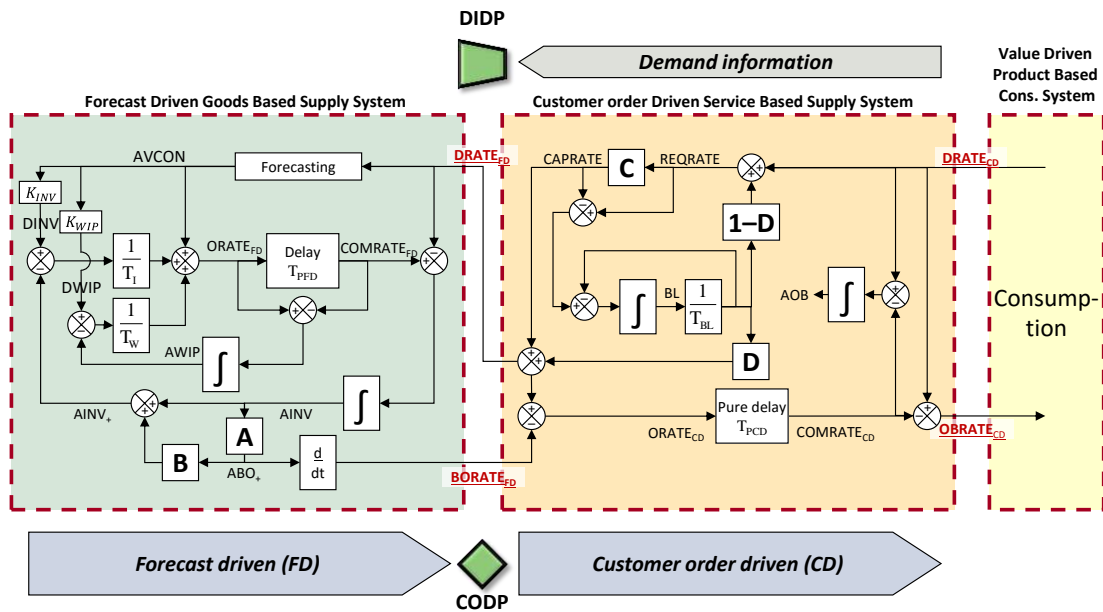 DIDP
Demand information
Value Driven
Product Based
Cons. System
Forecast Driven Goods Based Supply System
Customer order Driven Service Based Supply System
AVCON
Forecasting
DRATE_FD
CAPRATE
C
REQRATE
DRATE_CD
K_INV
K_WIP
DINV
1–D
1
T_I
ORATE_FD
Delay
T_PFD
COMRATE_FD
DWIP
1
T_W
∫
BL
1
T_BL
AOB
∫
Consump-
tion
AWIP
∫
D
AINV_+
AINV
∫
A
B
ABO_+
d
dt
BORATE_FD
ORATE_CD
Pure delay
T_PCD
COMRATE_CD
OBRATE_CD
Forecast driven (FD)
CODP
Customer order driven (CD)